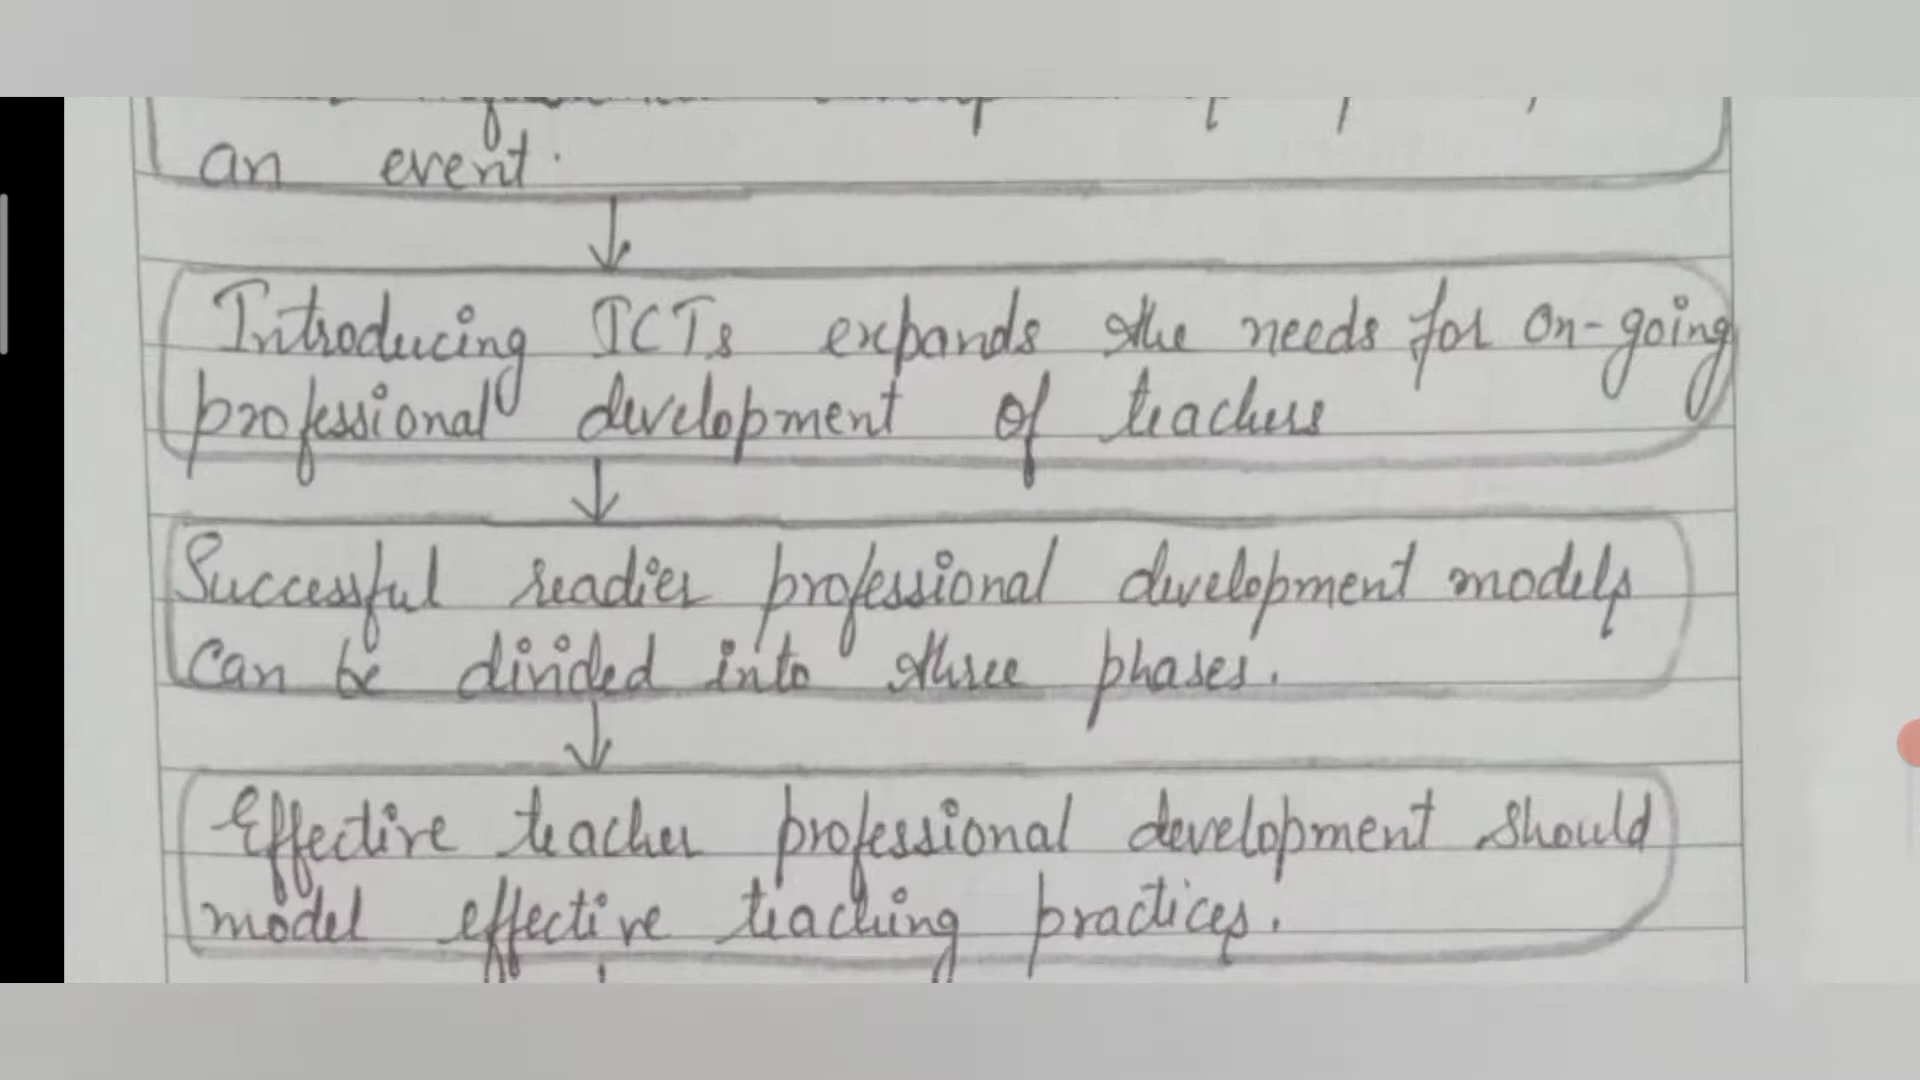 an event.
Introducing ICTs expands the needs for on-going
professional development of teachers
Successful readier professional development models
can be divided into three phases.
Effective teacher professional development should
model effective teaching practices.